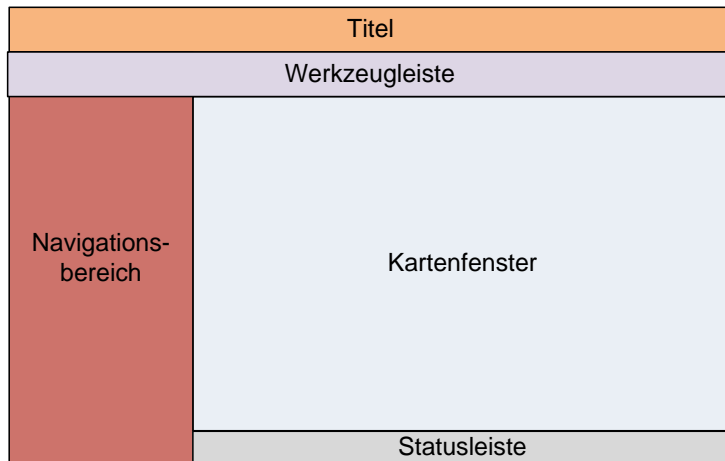 Titel
Werkzeugleiste
Navigations-
bereich
Kartenfenster
Statusleiste